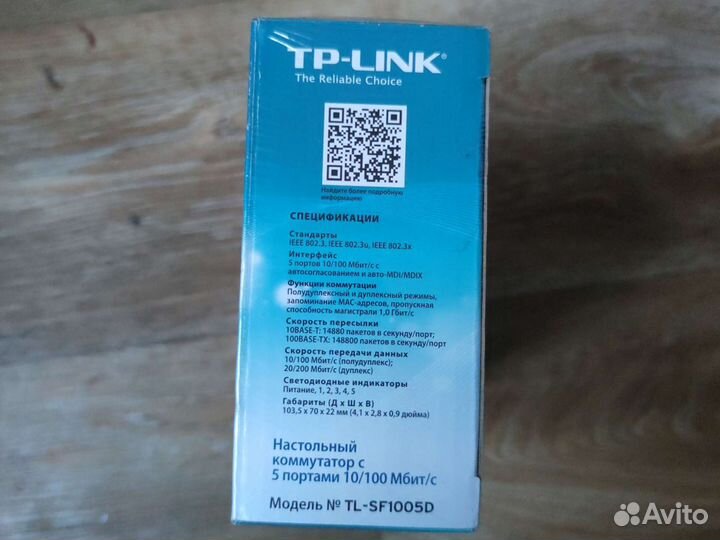 TP-LINK®
The Reliable Choice
Найдите более подробную
информацию
СПЕЦИФИКАЦИИ
Стандарты
IEEE 802.3, IEEE 802.3u, IEEE 802.3x
Интерфейс
5 портов 10/100 Мбит/с с
автосогласованием и авто-MDI/MDIX
Функции коммутации
Полудуплексный и дуплексный режимы,
запоминание MAC-адресов, пропускная
способность магистрали 1,0 Гбит/с
Скорость пересылки
10BASE-T: 14880 пакетов в секунду/порт;
100BASE-TX: 148800 пакетов в секунду/порт
Скорость передачи данных
10/100 Мбит/с (полудуплекс);
20/200 Мбит/с (дуплекс)
Светодиодные индикаторы
Питание, 1, 2, 3, 4, 5
Габариты (Д x Ш x В)
103,5 x 70 x 22 мм (4,1 x 2,8 x 0,9 дюйма)
Настольный
коммутатор с
5 портами 10/100 Мбит/с
Модель № TL-SF1005D
Avito